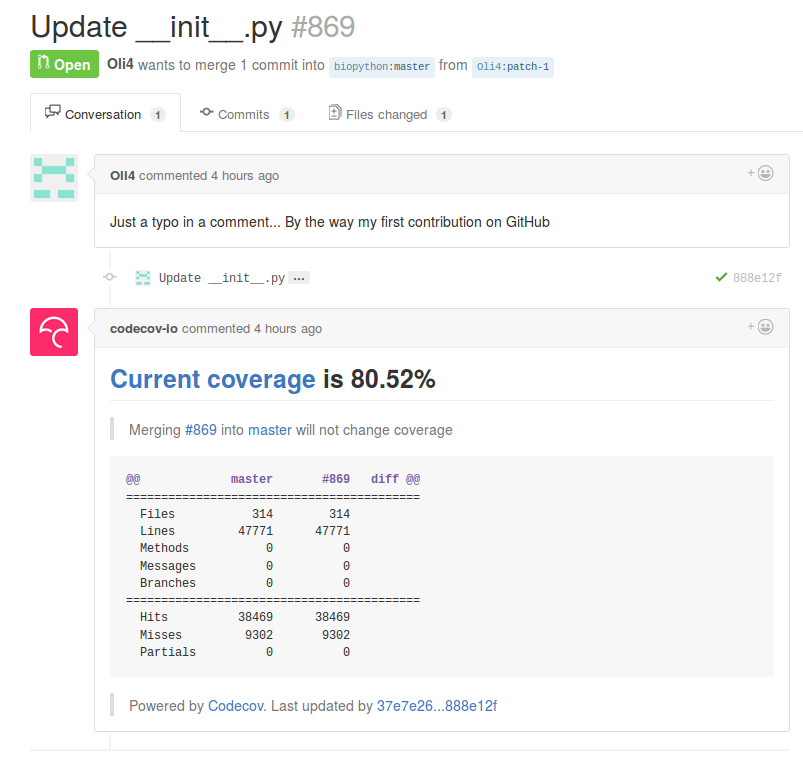 Update __init__.py #869
Open Oli4 wants to merge 1 commit into biopython:master from Oli4:patch-1
Conversation 1 Commits 1 Files changed 1
Oli4 commented 4 hours ago
Just a typo in a comment... By the way my first contribution on GitHub
Update __init__.py ... 888e12f
codecov-io commented 4 hours ago
Current coverage is 80.52%
Merging #869 into master will not change coverage
@@ master #869 diff @@
==========================================
Files 314 314
Lines 47771 47771
Methods 0 0
Messages 0 0
Branches 0 0
==========================================
Hits 38469 38469
Misses 9302 9302
Partials 0 0
Powered by Codecov. Last updated by 37e7e26...888e12f